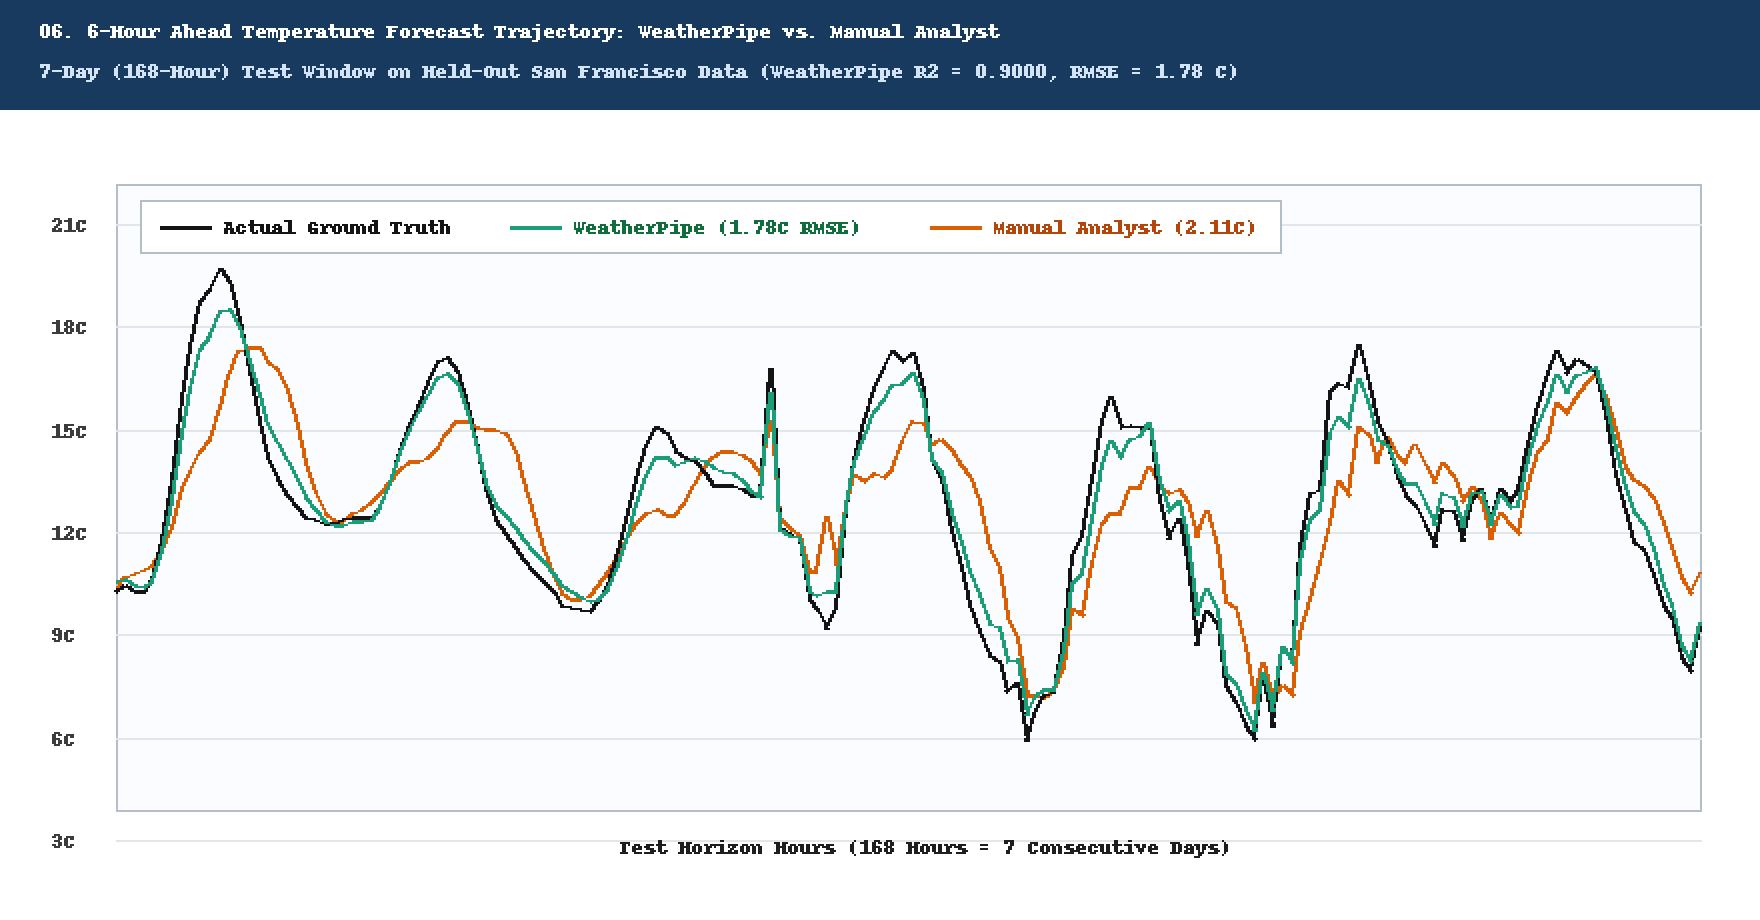 06. 6-Hour Ahead Temperature Forecast Trajectory: WeatherPipe vs. Manual Analyst
7-Day (168-Hour) Test Window on Held-Out San Francisco Data (WeatherPipe R2 = 0.9000, RMSE = 1.78 C)
Actual Ground Truth
WeatherPipe (1.78C RMSE)
Manual Analyst (2.11C)
21C
18C
15C
12C
9C
6C
3C
Test Horizon Hours (168 Hours = 7 Consecutive Days)